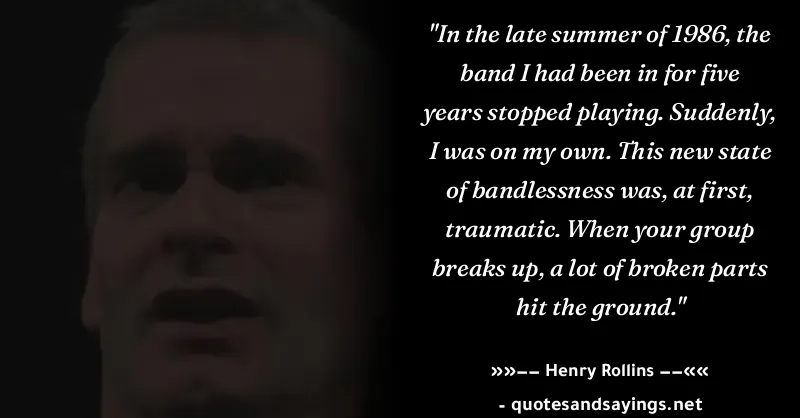 "In the late summer of 1986, the
band I had been in for five
years stopped playing. Suddenly,
I was on my own. This new state
of bandlessness was, at first,
traumatic. When your group
breaks up, a lot of broken parts
hit the ground."
»»–– Henry Rollins ––««
- quotesandsayings.net